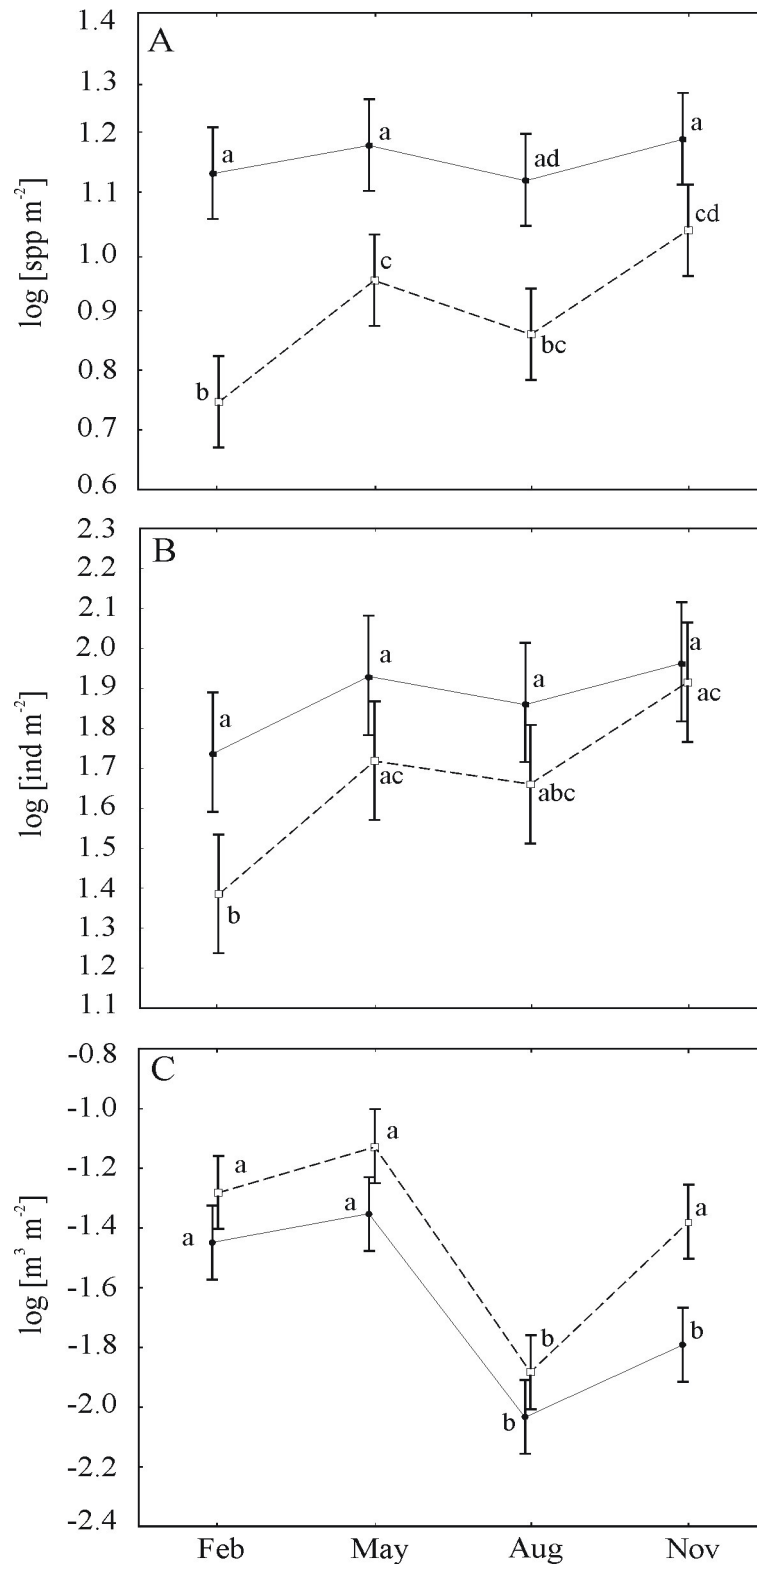 A
log [spp m⁻²]
1.4
1.3
1.2
1.1
1.0
0.9
0.8
0.7
0.6
a
a
ad
a
b
c
bc
cd
B
log [ind m⁻²]
2.3
2.2
2.1
2.0
1.9
1.8
1.7
1.6
1.5
1.4
1.3
1.2
1.1
a
a
a
a
b
ac
abc
ac
C
log [m³ m⁻²]
-0.8
-1.0
-1.2
-1.4
-1.6
-1.8
-2.0
-2.2
-2.4
a
a
b
a
a
a
b
b
Feb May Aug Nov